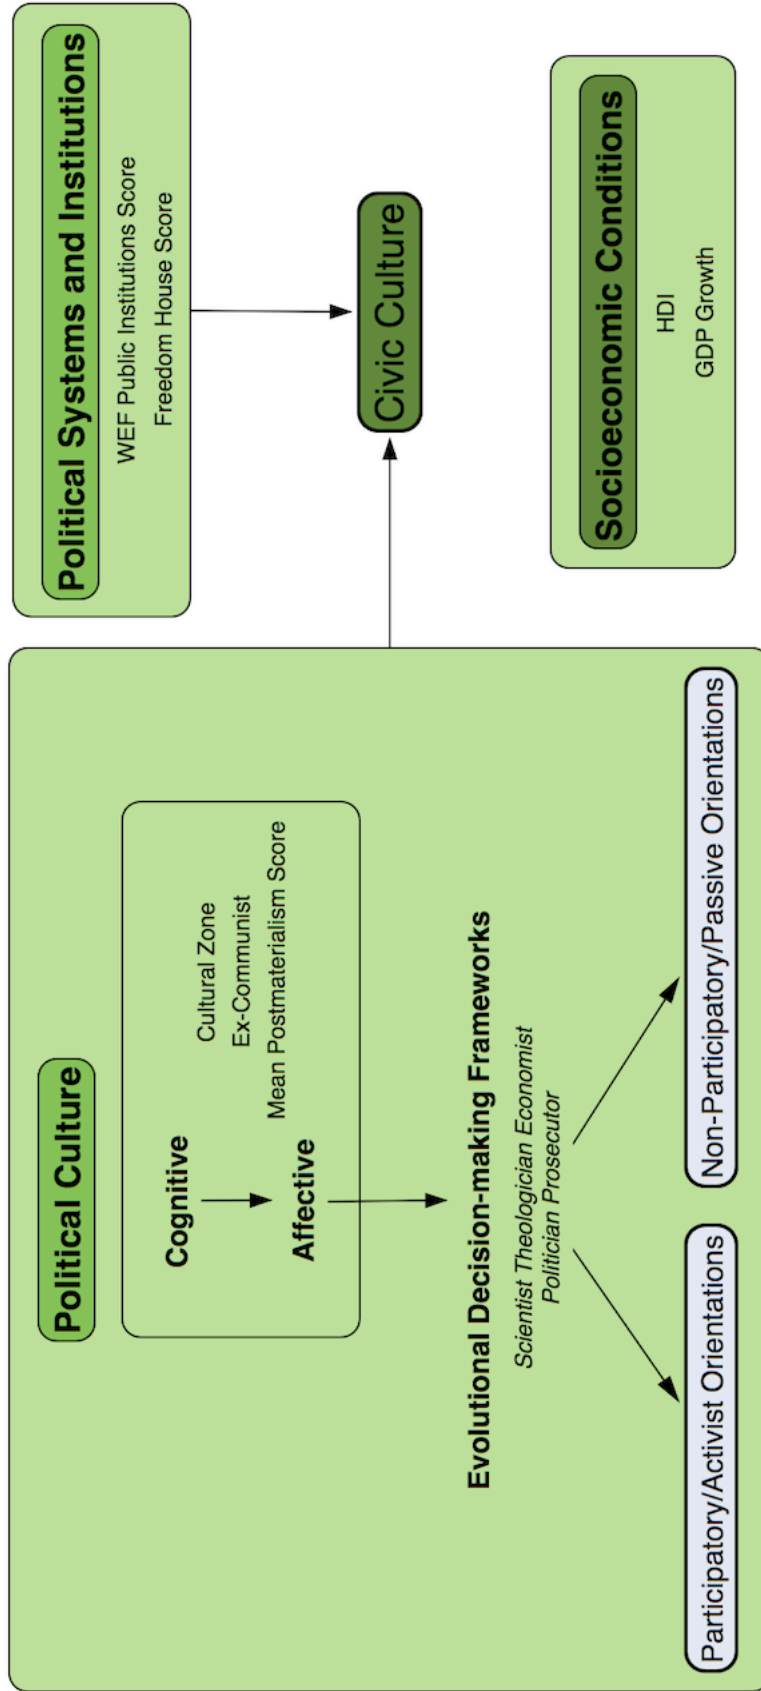 Political Culture
Cognitive
Affective
Cultural Zone
Ex-Communist
Mean Postmaterialism Score
Evolutional Decision-making Frameworks
Scientist Theologician Economist
Politician Prosecutor
Participatory/Activist Orientations
Non-Participatory/Passive Orientations
Political Systems and Institutions
WEF Public Institutions Score
Freedom House Score
Civic Culture
Socioeconomic Conditions
HDI
GDP Growth